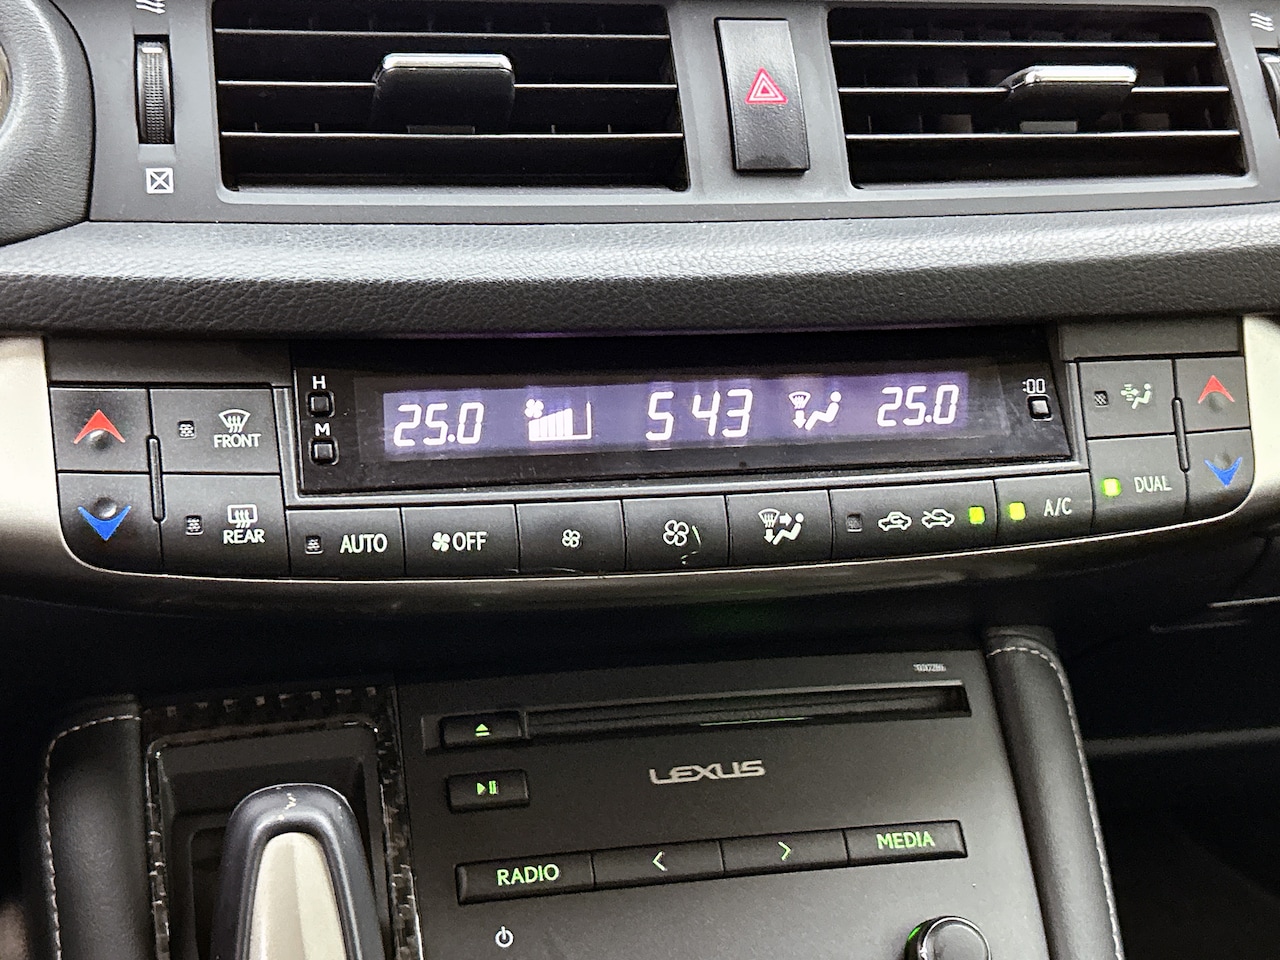 H
M
25.0
5 43
25.0
:00
FRONT
REAR
AUTO
OFF
A/C
DUAL
LEXUS
RADIO
MEDIA